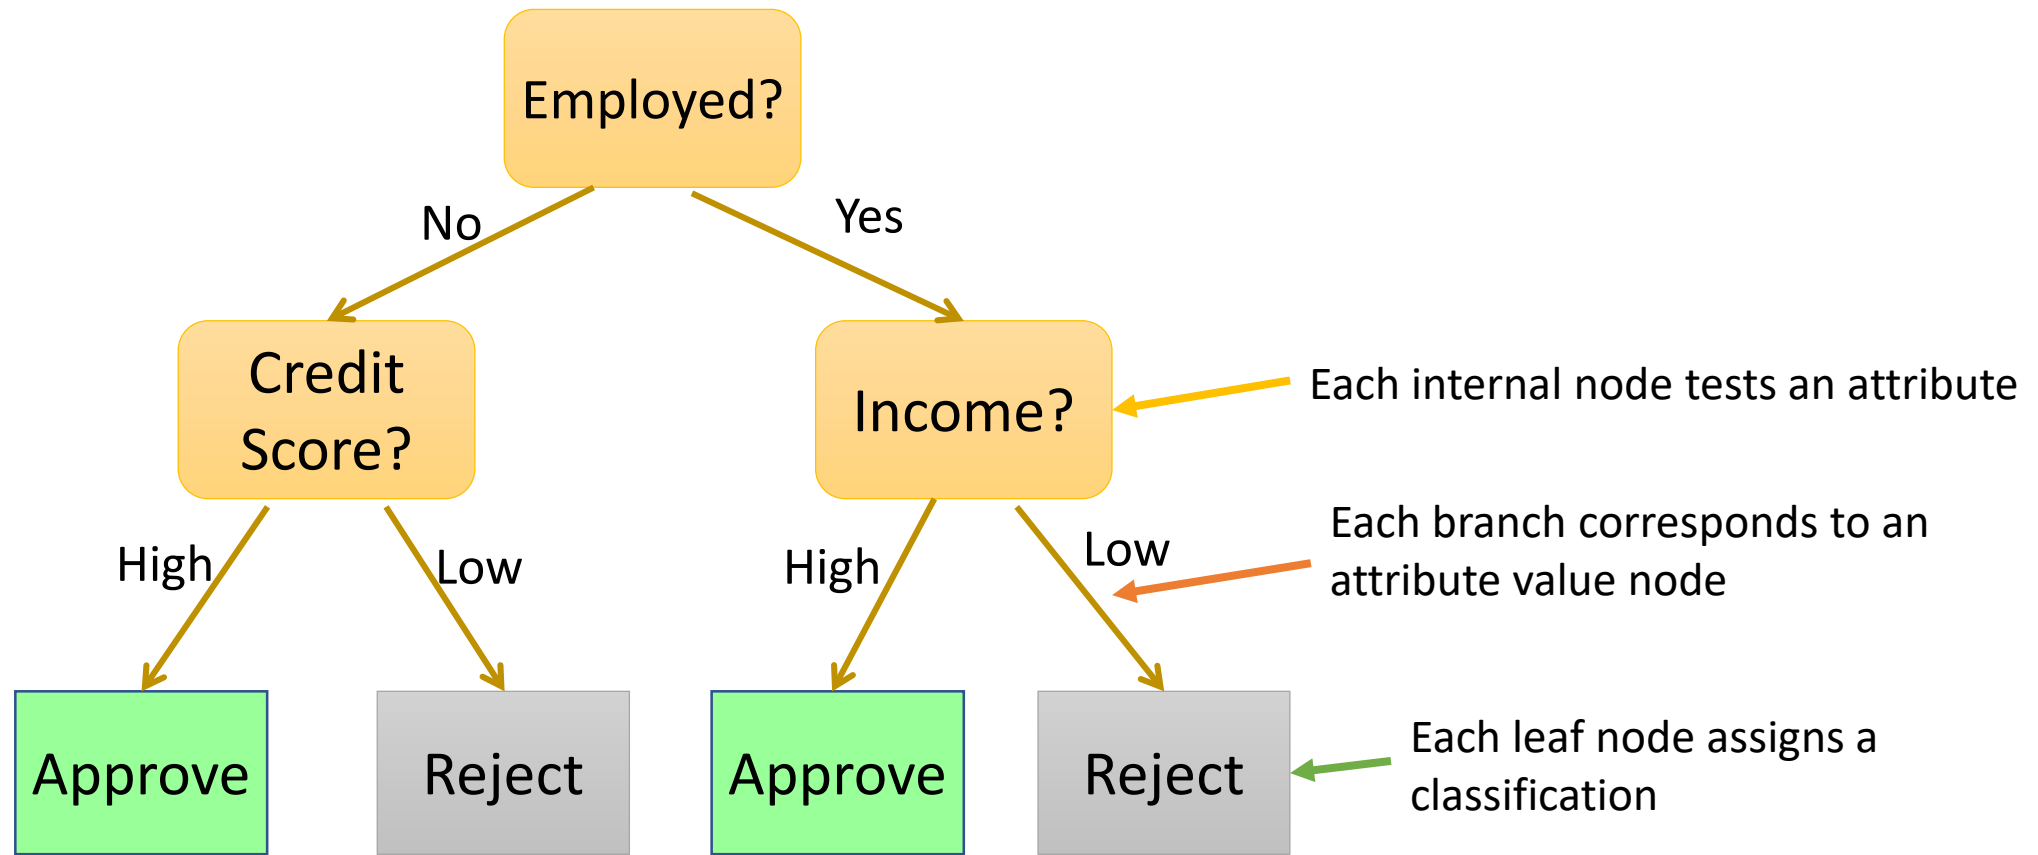 Employed?
No
Yes
Credit
Score?
Income?
Each internal node tests an attribute
High
Low
High
Low
Each branch corresponds to an
attribute value node
Approve
Reject
Approve
Reject
Each leaf node assigns a
classification